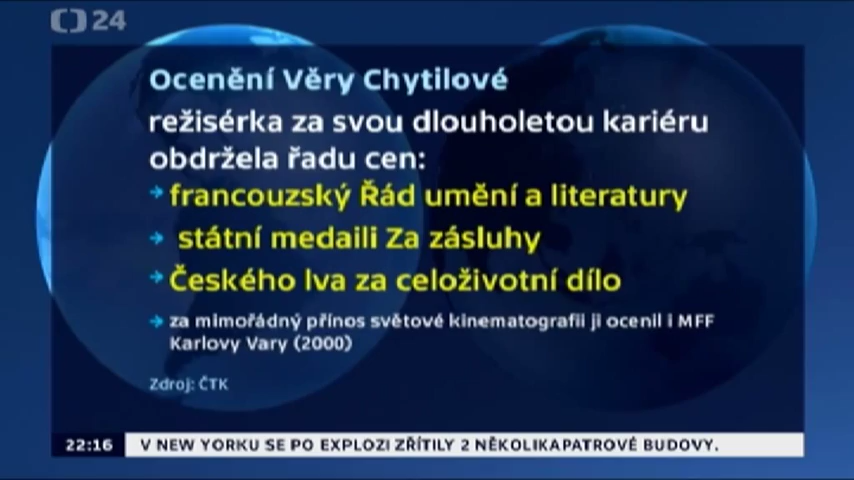 24
Ocenění Věry Chytilové
režisérka za svou dlouholetou kariéru
obdržela řadu cen:
francouzský Řád umění a literatury
státní medaili Za zásluhy
Českého lva za celoživotní dílo
za mimořádný přínos světové kinematografii ji ocenil i MFF
Karlovy Vary (2000)
Zdroj: ČTK
22:16 V NEW YORKU SE PO EXPLOZI ZŘÍTILY 2 NĚKOLIKAPATROVÉ BUDOVY.